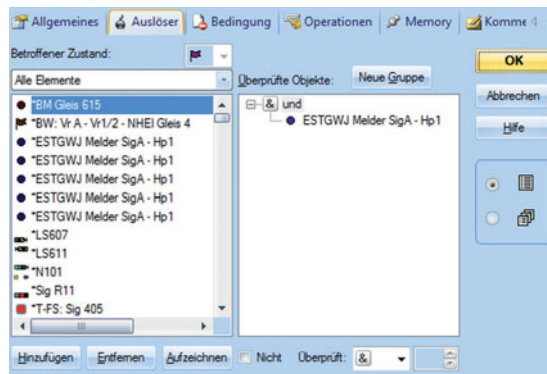 Allgemeines Auslöser Bedingung Operationen Memory Komme
Betroffener Zustand:
Alle Elemente
Überprüfte Objekte:
Neue Gruppe
OK
Abbrechen
Hilfe
*BM Gleis 615
*BW: Vr A - Vr1/2 - NHEI Gleis 4
*ESTGWJ Melder SigA - Hp1
*ESTGWJ Melder SigA - Hp1
*ESTGWJ Melder SigA - Hp1
*ESTGWJ Melder SigA - Hp1
*ESTGWJ Melder SigA - Hp1
*LS607
*LS611
*N101
*Sig R11
*T-FS: Sig 405
& und
ESTGWJ Melder SigA - Hp1
Hinzufügen Entfernen Aufzeichnen Nicht Überprüft: &